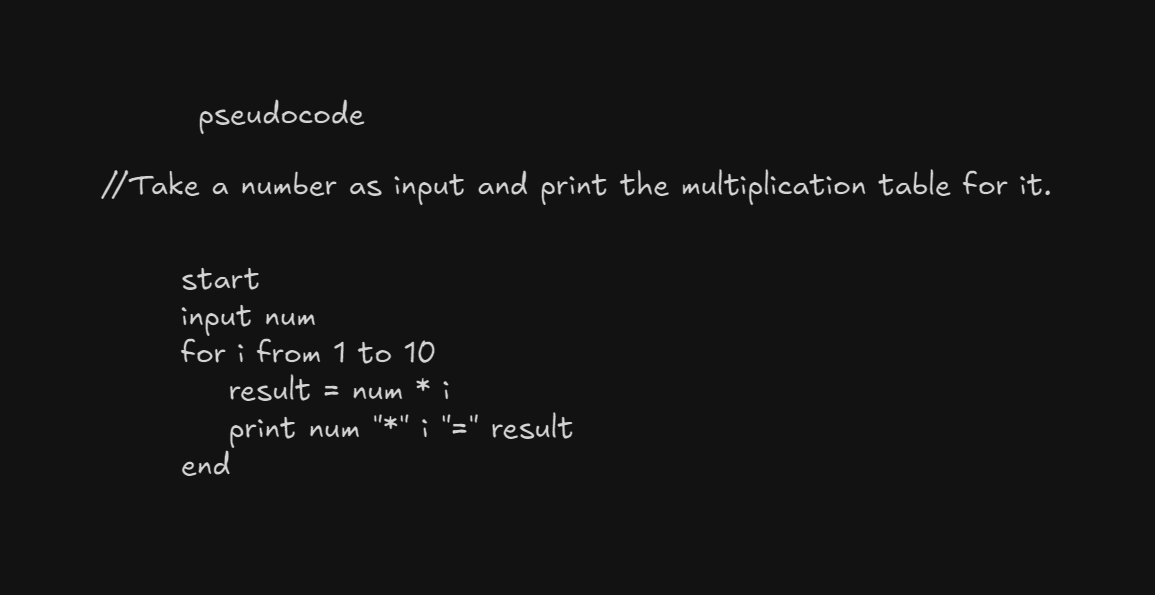 pseudocode
//Take a number as input and print the multiplication table for it.
start
input num
for i from 1 to 10
result = num * i
print num "*" i "=" result
end